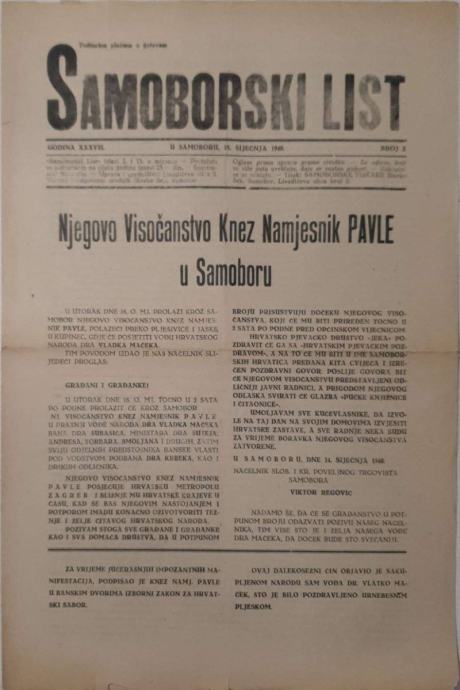 Poštarina plaćena u gotovom
SAMOBORSKI LIST
GODINA XXXVII.
U SAMOBORU, 15. SIJEČNJA 1940.
BROJ 2
Njegovo Visočanstvo Knez Namjesnik PAVLE
u Samoboru
U UTORAK DNE 16. O. MJ. PROLAZI KROZ SA-
MOBOR NJEGOVO VISOČANSTVO KNEZ NAMJES-
NIK PAVLE, POLAZEĆI PREKO PLJEŠIVICE I JASKE
U KUPINEC, GDJE ĆE POSJETITI VOĐU HRVATSKOG
NARODA DRA VLADKA MAČEKA.
TIM POVODOM IZDAO JE NAŠ NAČELNIK SLI-
JEDEĆI PROGLAS:
GRAĐANI I GRAĐANKE!
U UTORAK DNE 16. O. MJ. TOČNO U 3 SATA
PO PODNE PROLAZIT ĆE KROZ SAMOBOR
NJ. VISOČANSTVO KNEZ NAMJESNIK PAVLE
U PRATNJI VOĐE NARODA DRA VLADKA MAČEKA
BANA DRA ŠUBAŠIĆA, MINISTARA DRA ŠUTEJA,
ANDRESA, TORBARA, SMOLJANA I DRUGIH, ZATIM
SVIJU ODJELNIH PREDSTOJNIKA BANSKE VLASTI
POD VODSTVOM PODBANA DRA KRBEKA, KAO I
DRUGIH ODLIČNIKA.
NJEGOVO VISOČANSTVO KNEZ NAMJESNIK
PAVLE POSJEĆUJE HRVATSKU METROPOLU
ZAGREB I BLIŽNJE MU HRVATSKE KRAJEVE U
ČASU, KAD SE BAŠ NJEGOVIM NASTOJANJEM I
POTPOROM IMADU KONAČNO UDOVOTVORITI TEŽ-
NJE I ŽELJE ČITAVOG HRVATSKOG NARODA.
POZIVAM STOGA SVE GRAĐANE I GRAĐANKE
KAO I SVA DOMAĆA DRUŠTVA, DA U POTPUNOM
BROJU PRISUSTVUJU DOČEKU NJEGOVOG VISO-
ČANSTVA, KOJI ĆE MU BITI PRIREĐEN TOČNO U
3 SATA PO PODNE PRED OPĆINSKOM VIJEĆNICOM.
HRVATSKO PJEVAČKO DRUŠTVO »JEKA« PO-
ZDRAVIT ĆE GA SA »HRVATSKIM PJEVAČKIM POZ-
DRAVOM«, A NA TO ĆE MU BITI U IME SAMOBOR-
SKIH HRVATICA PREDANA KITA CVIJEĆA I IZRE-
ČEN POZDRAVNI GOVOR. POSLIJE GOVORA BIT
ĆE NJEGOVOM VISOČANSTVU PREDSTAVLJENI OD-
LIČNIJI JAVNI RADNICI, A PRIGODOM NJEGOVOG
ODLASKA SVIRATI ĆE GLAZBA »PUČKE KNJIŽNICE
I ČITAONICE«.
UMOLJAVAM SVE KUĆEVLASNIKE, DA IZVO-
LE NA TAJ DAN NA SVOJIM DOMOVIMA IZVJESITI
HRVATSKE ZASTAVE, A SVE RADNJE NEKA BUDU
ZA VRIJEME BORAVKA NJEGOVOG VISOČANSTVA
ZATVORENE.
U SAMOBORU, DNE 14. SIJEČNJA 1940.
NAČELNIK SLOB. I KR. POVELJNOG TRGOVIŠTA
SAMOBORA
VIKTOR REGOVIĆ
NADAMO SE, DA ĆE SE GRAĐANSTVO U POT-
PUNOM BROJU ODAZVATI POZIVU NAŠEG NAČEL-
NIKA, TIM VIŠE ŠTO JE I ŽELJA NAŠEGA VOĐE
DRA MAČEKA, DA DOČEK BUDE ŠTO SVEČANIJI.
ZA VRIJEME JUČERAŠNJIH IMPOZANTNIH MA-
NIFESTACIJA, PODPISAO JE KNEZ NAMJ. PAVLE
U BANSKIM DVORIMA IZBORNI ZAKON ZA HRVAT-
SKI SABOR.
OVAJ DALEKOSEŽNI ČIN OBJAVIO JE SAKU-
PLJENOM NARODU SAM VOĐA DR. VLATKO MA-
ČEK, ŠTO JE BILO POZDRAVLJENO URNEBESNIM
PLJESKOM.